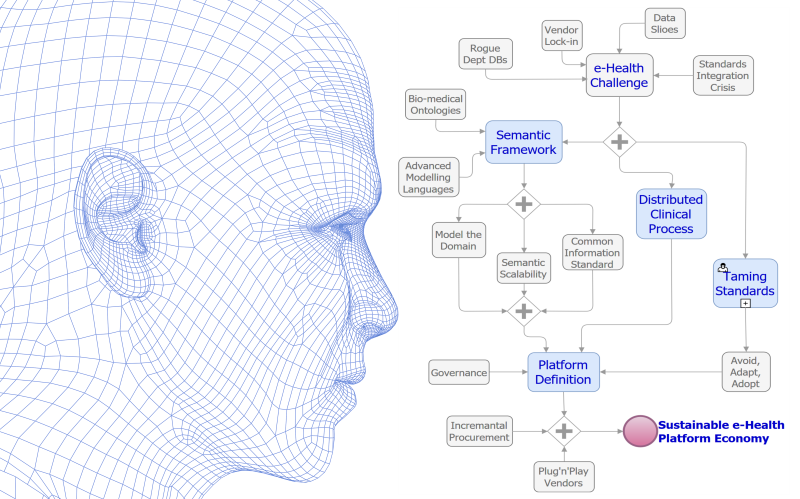 Data
Sloes
Vendor
Lock-in
Rogue
Dept DBs
e-Health
Challenge
Standards
Integration
Crisis
Bio-medical
Ontologies
Semantic
Framework
Advanced
Modelling
Languages
Distributed
Clinical
Process
Model the
Domain
Common
Information
Standard
Semantic
Scalability
Taming
Standards
Platform
Definition
Governance
Avoid,
Adapt,
Adopt
Incremantal
Procurement
Sustainable e-Health
Platform Economy
Plug'n'Play
Vendors